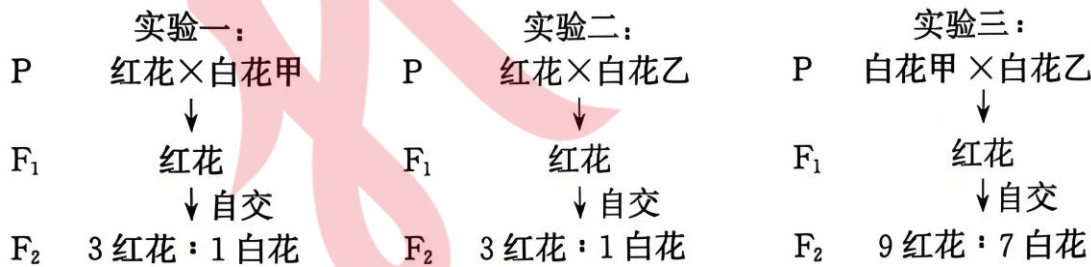 实验一： 实验二： 实验三：
P 红花×白花甲 P 红花×白花乙 P 白花甲×白花乙
↓ ↓ ↓
F₁ 红花 F₁ 红花 F₁ 红花
↓自交 ↓自交 ↓自交
F₂ 3红花∶1白花 F₂ 3红花∶1白花 F₂ 9红花∶7白花